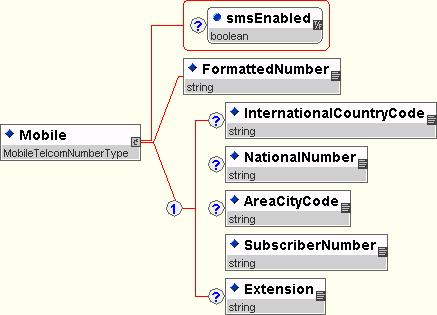 ?
smsEnabled
boolean
FormattedNumber
string
?
InternationalCountryCode
string
Mobile
MobileTelcomNumberType
?
NationalNumber
string
1
?
AreaCityCode
string
SubscriberNumber
string
?
Extension
string